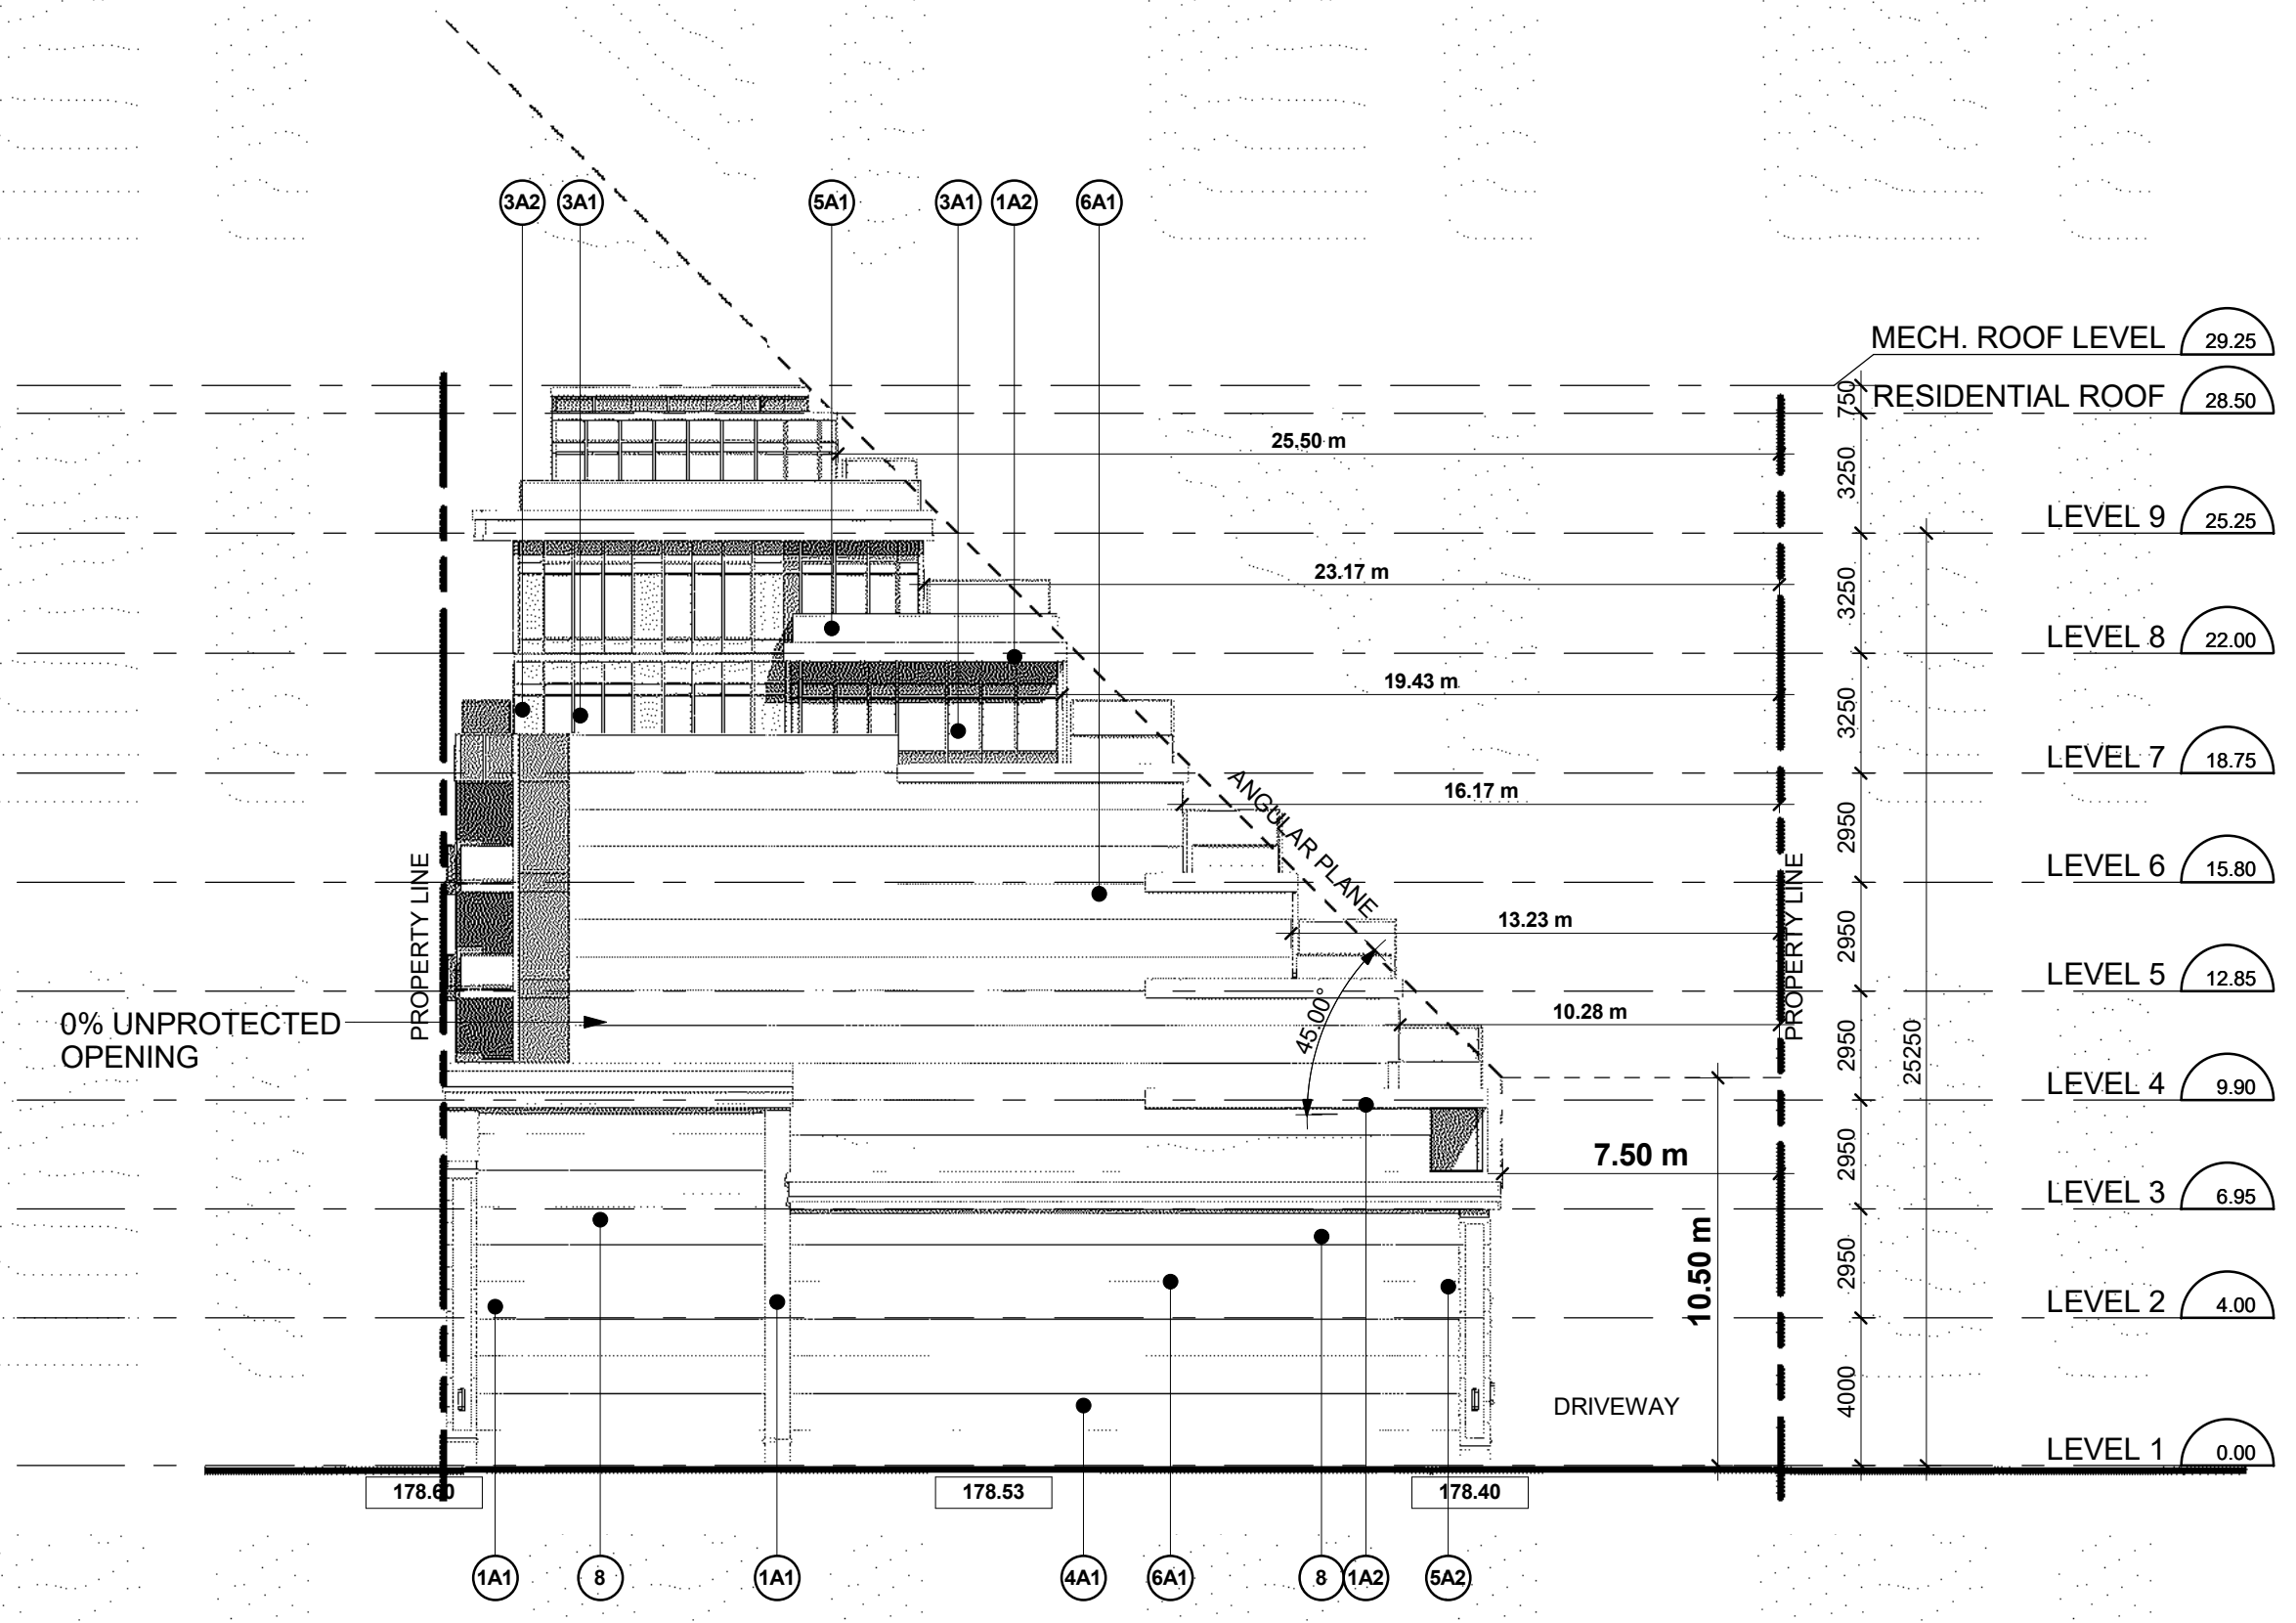 3A2
3A1
5A1
3A1
1A2
6A1
MECH. ROOF LEVEL 29.25
750
RESIDENTIAL ROOF 28.50
25.50 m
3250
LEVEL 9 25.25
23.17 m
3250
LEVEL 8 22.00
19.43 m
3250
LEVEL 7 18.75
ANGULAR PLANE
16.17 m
2950
PROPERTY LINE
PROPERTY LINE
LEVEL 6 15.80
13.23 m
2950
LEVEL 5 12.85
0% UNPROTECTED
OPENING
45.00°
10.28 m
2950
25250
LEVEL 4 9.90
7.50 m
2950
LEVEL 3 6.95
10.50 m
2950
LEVEL 2 4.00
DRIVEWAY
4000
LEVEL 1 0.00
178.60
178.53
178.40
1A1
8
1A1
4A1
6A1
8
1A2
5A2